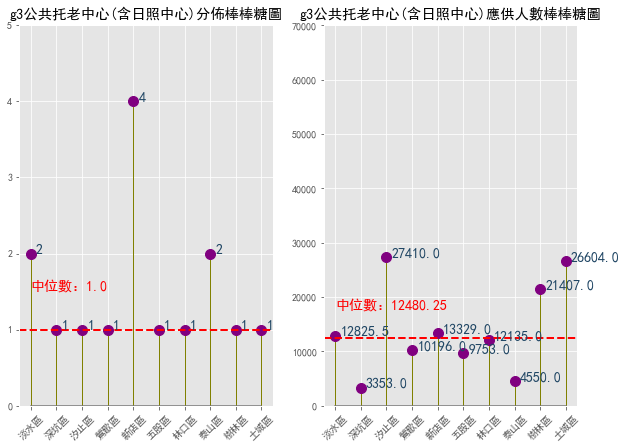 g3公共托老中心(含日照中心)分佈棒棒糖圖
5
4
3
2
1
0
2
1
1
1
4
1
1
2
1
1
中位數：1.0
淡水區
深坑區
汐止區
鶯歌區
新店區
五股區
林口區
泰山區
樹林區
土城區
g3公共托老中心(含日照中心)應供人數棒棒糖圖
70000
60000
50000
40000
30000
20000
10000
0
12825.5
3353.0
27410.0
10196.0
13329.0
9753.0
12135.0
4550.0
21407.0
26604.0
中位數：12480.25
淡水區
深坑區
汐止區
鶯歌區
新店區
五股區
林口區
泰山區
樹林區
土城區